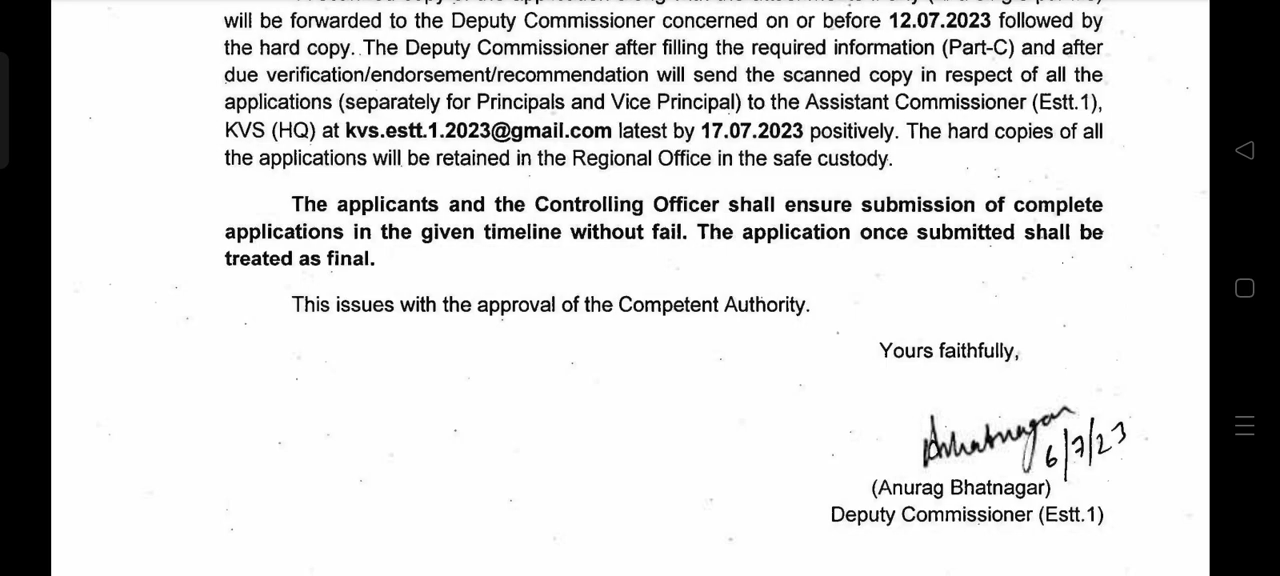 will be forwarded to the Deputy Commissioner concerned on or before 12.07.2023 followed by
the hard copy. The Deputy Commissioner after filling the required information (Part-C) and after
due verification/endorsement/recommendation will send the scanned copy in respect of all the
applications (separately for Principals and Vice Principal) to the Assistant Commissioner (Estt.1),
KVS (HQ) at kvs.estt.1.2023@gmail.com latest by 17.07.2023 positively. The hard copies of all
the applications will be retained in the Regional Office in the safe custody.
The applicants and the Controlling Officer shall ensure submission of complete
applications in the given timeline without fail. The application once submitted shall be
treated as final.
This issues with the approval of the Competent Authority.
Yours faithfully,
Bhatnagar
6/7/23
(Anurag Bhatnagar)
Deputy Commissioner (Estt.1)